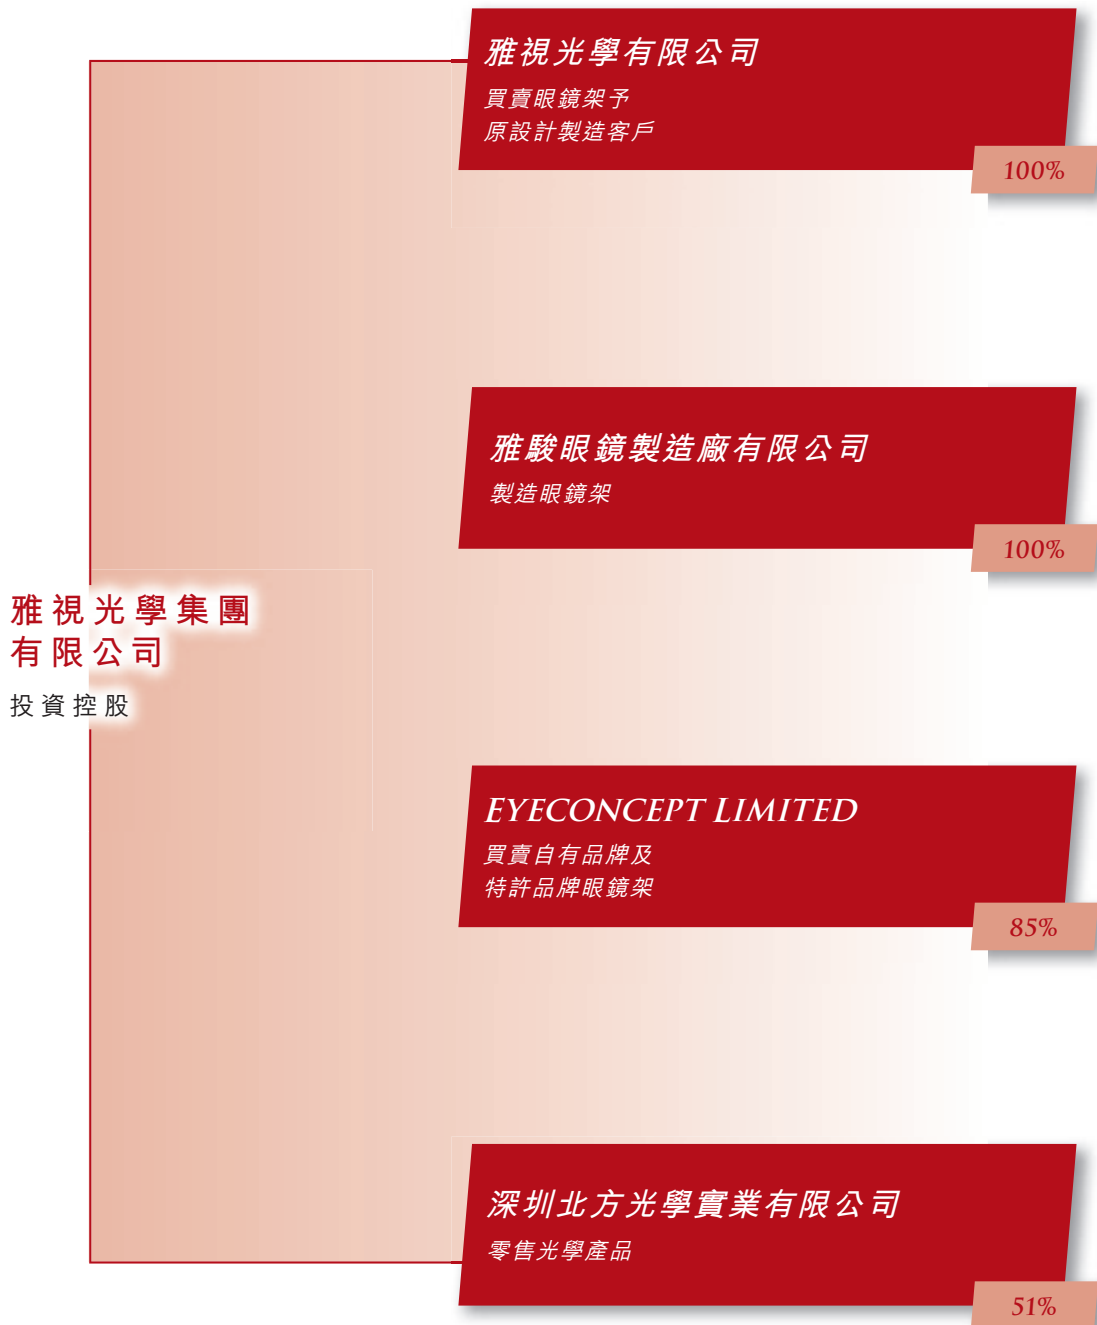 雅視光學有限公司
買賣眼鏡架予
原設計製造客戶
100%
雅駿眼鏡製造廠有限公司
製造眼鏡架
100%
雅視光學集團
有限公司
投資控股
EYECONCEPT LIMITED
買賣自有品牌及
特許品牌眼鏡架
85%
深圳北方光學實業有限公司
零售光學產品
51%